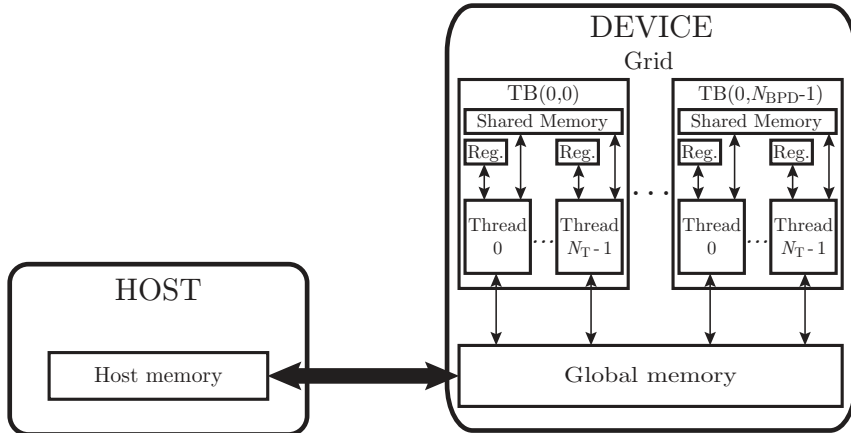 DEVICE
Grid
TB(0,0)
TB(0,N_BPD-1)
Shared Memory
Shared Memory
Reg.
Reg.
Reg.
Reg.
...
Thread
0
...
Thread
N_T-1
Thread
0
...
Thread
N_T-1
HOST
Host memory
Global memory